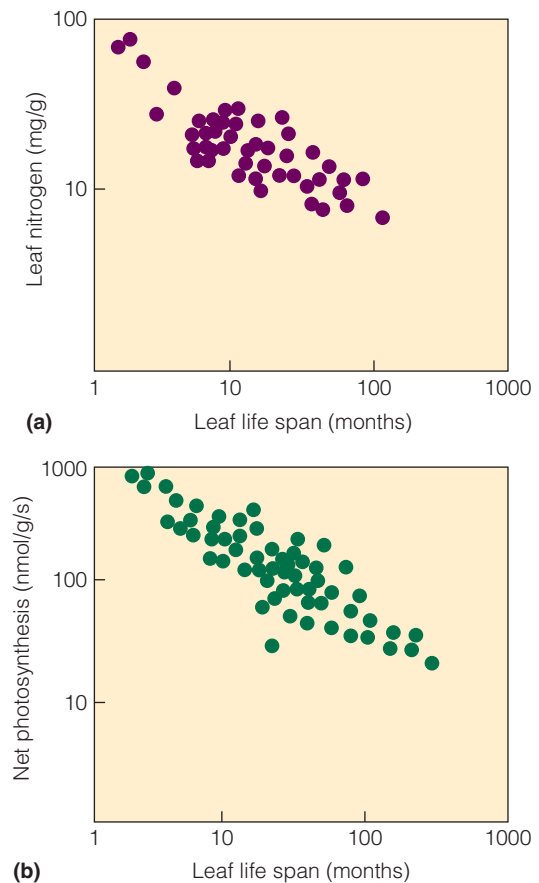 100
Leaf nitrogen (mg/g)
10
1 10 100 1000
(a) Leaf life span (months)
1000
Net photosynthesis (nmol/g/s)
100
10
1 10 100 1000
(b) Leaf life span (months)